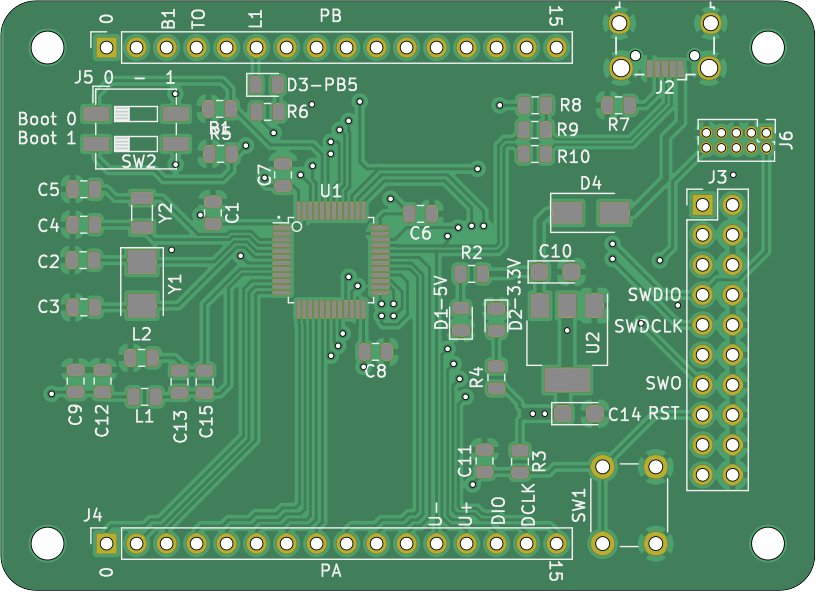 0 B1 TO L1 PB 15
J5 0 - 1
D3-PB5
J2
Boot 0
Boot 1
B1
R5
R6
R8
R9
R10
R7
J6
SW2
C7
C5
C4
C2
C3
Y2
Y1
C1
U1
C6
D4
J3
R2
C10
D1-5V
D2-3.3V
U2
SWDIO
SWDCLK
SWO
RST
L2
L1
C9
C12
C13
C15
C8
R4
C14
C11
R3
SW1
J4
U-
U+
DIO
DCLK
0 PA 15